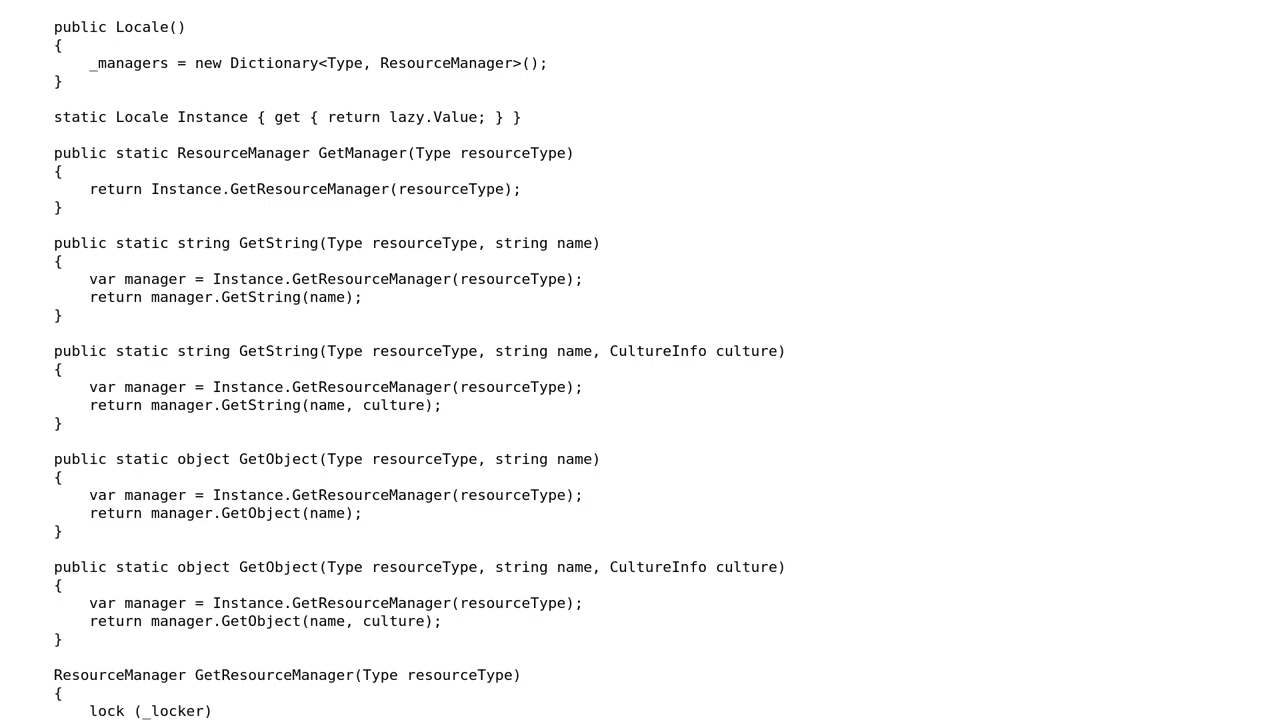 public Locale()
{
    _managers = new Dictionary<Type, ResourceManager>();
}

static Locale Instance { get { return lazy.Value; } }

public static ResourceManager GetManager(Type resourceType)
{
    return Instance.GetResourceManager(resourceType);
}

public static string GetString(Type resourceType, string name)
{
    var manager = Instance.GetResourceManager(resourceType);
    return manager.GetString(name);
}

public static string GetString(Type resourceType, string name, CultureInfo culture)
{
    var manager = Instance.GetResourceManager(resourceType);
    return manager.GetString(name, culture);
}

public static object GetObject(Type resourceType, string name)
{
    var manager = Instance.GetResourceManager(resourceType);
    return manager.GetObject(name);
}

public static object GetObject(Type resourceType, string name, CultureInfo culture)
{
    var manager = Instance.GetResourceManager(resourceType);
    return manager.GetObject(name, culture);
}

ResourceManager GetResourceManager(Type resourceType)
{
    lock (_locker)